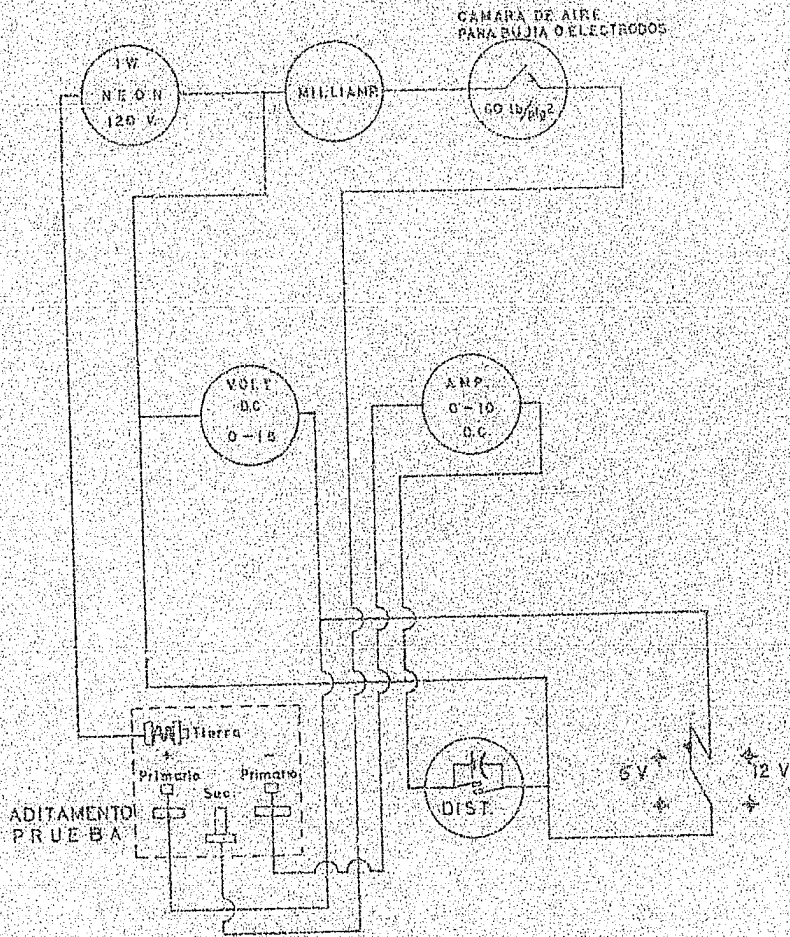 CAMARA DE AIRE
PARA BUJIA O ELECTRODOS
1 W.
NEON
120 V.
MILLIAMP.
60 lb/plg2
VOLT
D.C
0-15
AMP.
0-10
D.C
Tierra
+
-
Primario
Primario
Sec.
ADITAMENTO
PRUEBA
DIST.
6 V
12 V